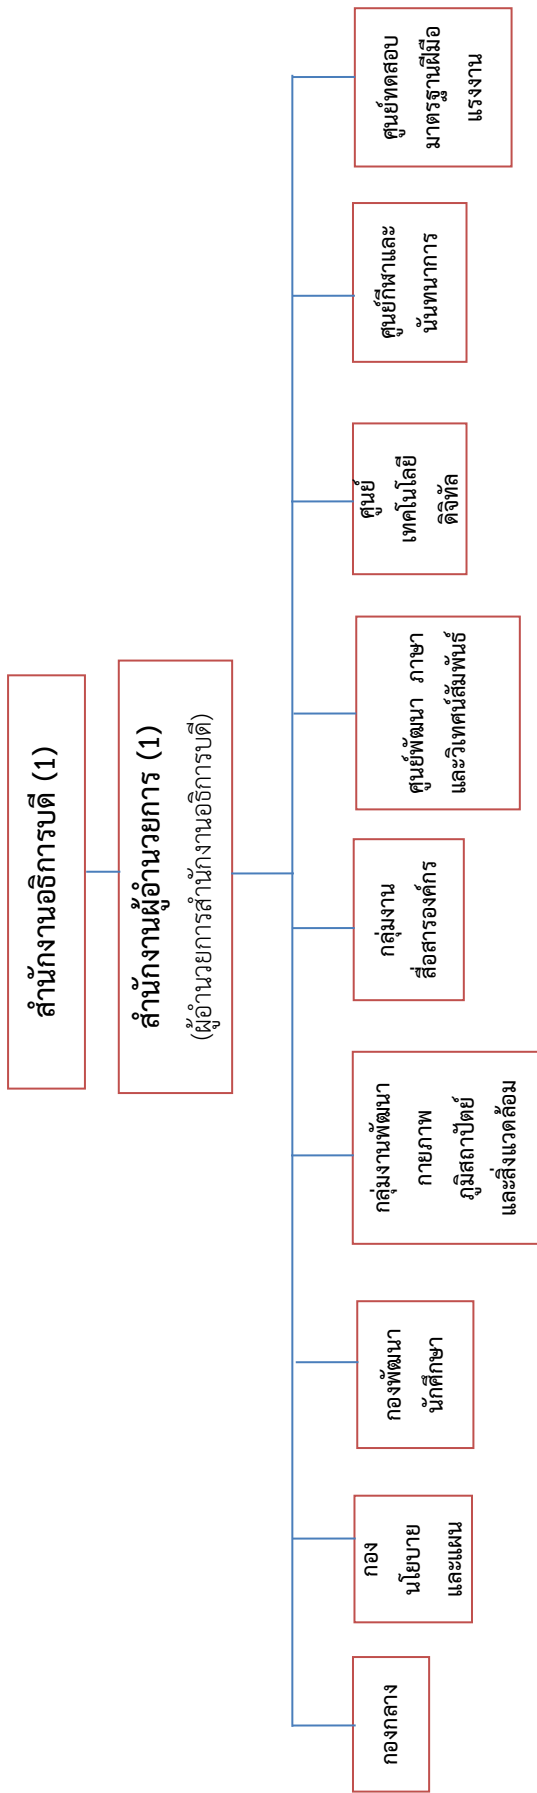 สำนักงานอธิการบดี (1)
สำนักงานผู้อำนวยการ (1)
(ผู้อำนวยการสำนักงานอธิการบดี)
กองกลาง
กอง
นโยบาย
และแผน
กองพัฒนา
นักศึกษา
กลุ่มงานพัฒนา
กายภาพ
ภูมิสถาปัตย์
และสิ่งแวดล้อม
กลุ่มงาน
สื่อสารองค์กร
ศูนย์พัฒนา ภาษา
และวิเทศน์สัมพันธ์
ศูนย์
เทคโนโลยี
ดิจิทัล
ศูนย์กีฬาและ
นันทนาการ
ศูนย์ทดสอบ
มาตรฐานฝีมือ
แรงงาน